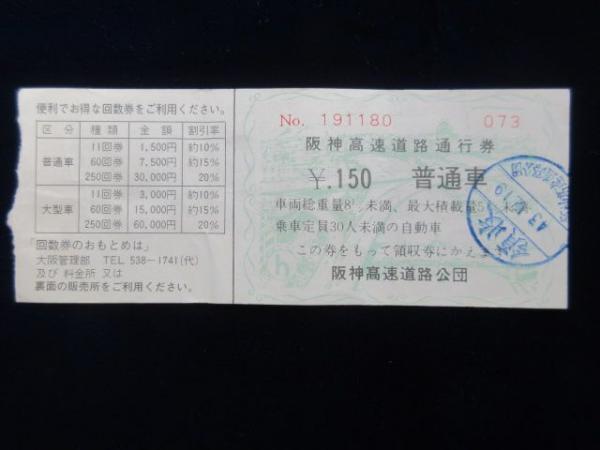 便利でお得な回数券をご利用ください。
区分 種類 金額 割引率
普通車 11回券 1,500円 約10%
60回券 7,500円 約15%
250回券 30,000円 20%
大型車 11回券 3,000円 約10%
60回券 15,000円 約15%
250回券 60,000円 20%
「回数券のおもとめは」
大阪管理部 TEL 538-1741(代)
及び 料金所 又は
裏面の販売所をご利用ください。
No. 191180 073
阪神高速道路通行券
¥.150 普通車
車両総重量8t未満、最大積載量5t未満
乗車定員30人未満の自動車
この券をもって領収券にかえます
阪神高速道路公団
領収